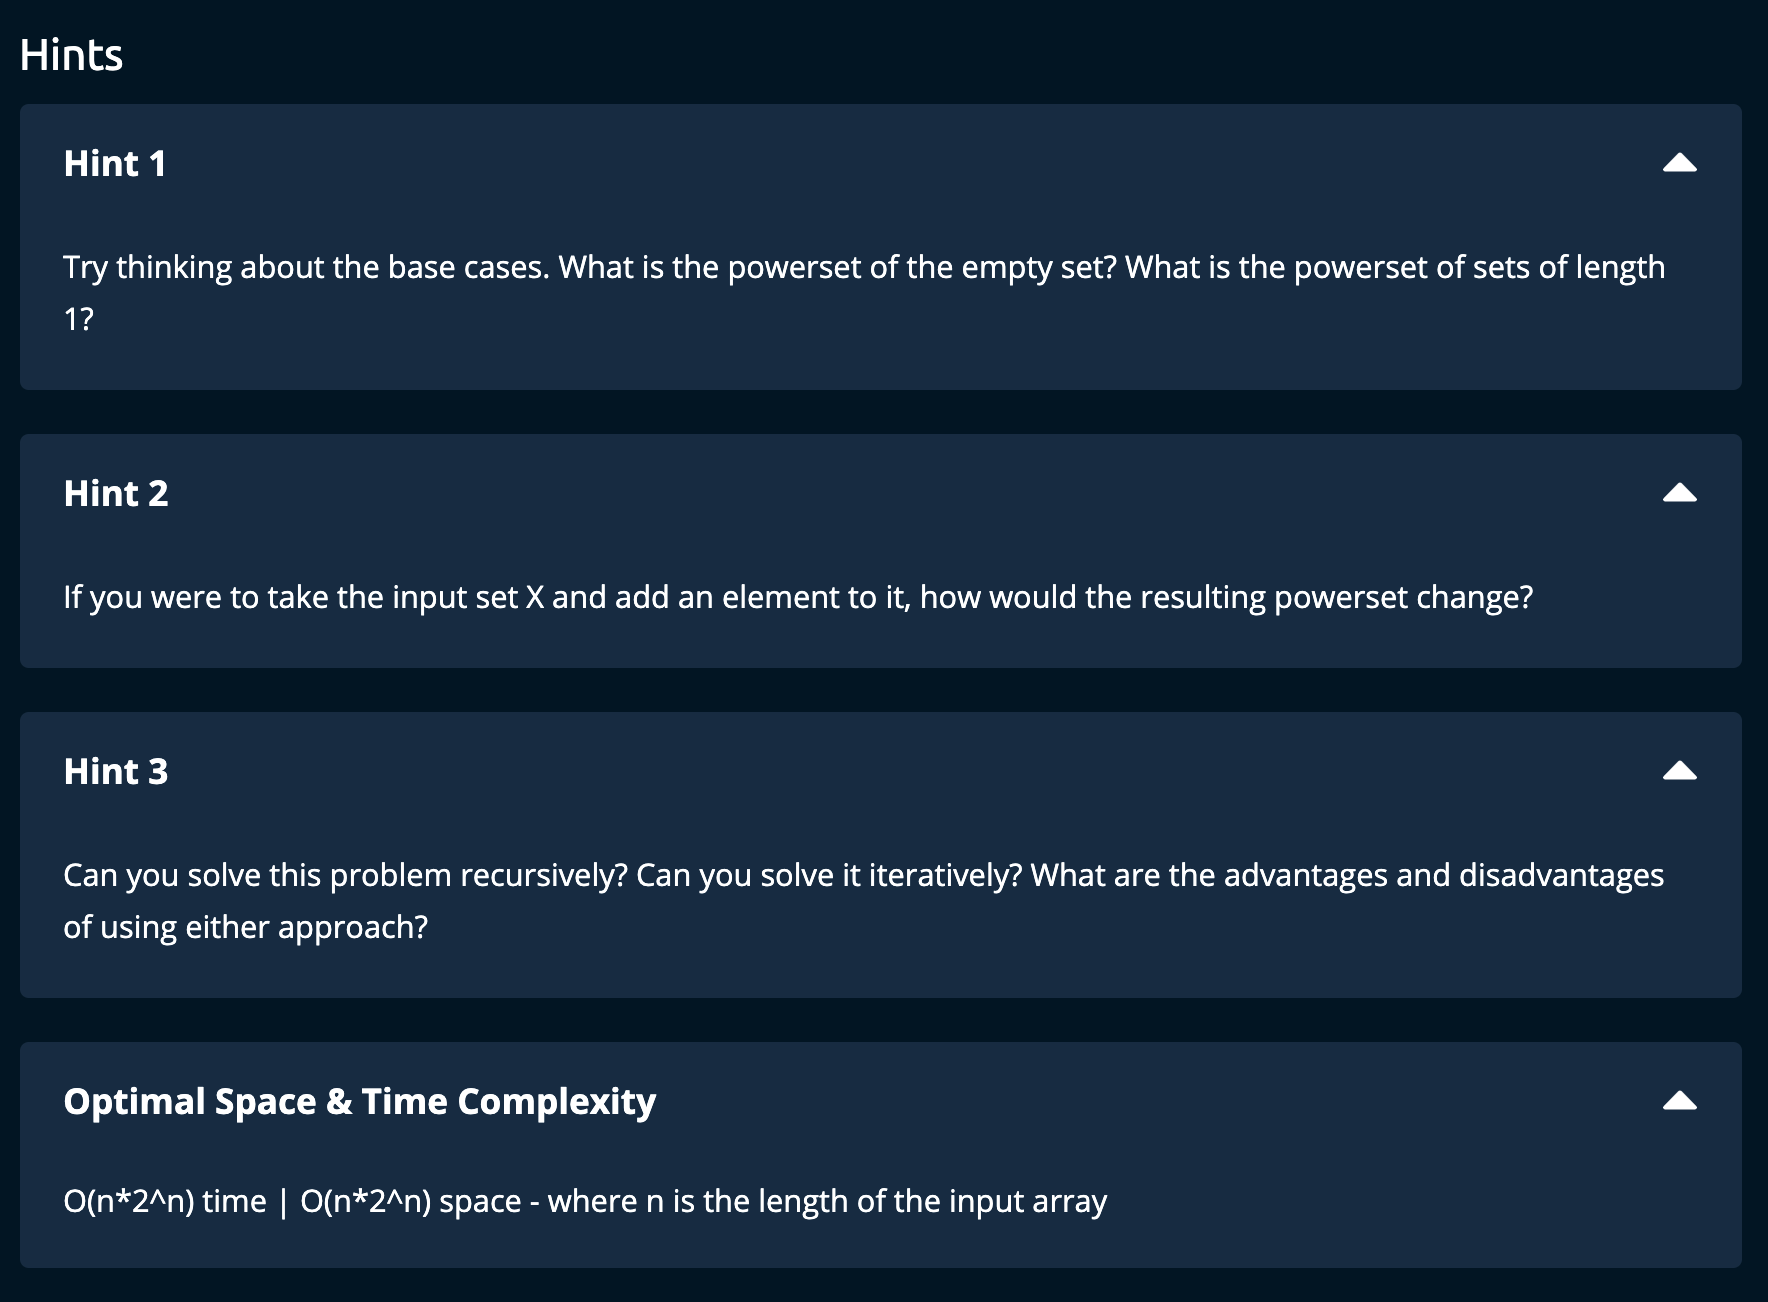 Hints
Hint 1
Try thinking about the base cases. What is the powerset of the empty set? What is the powerset of sets of length
1?
Hint 2
If you were to take the input set X and add an element to it, how would the resulting powerset change?
Hint 3
Can you solve this problem recursively? Can you solve it iteratively? What are the advantages and disadvantages
of using either approach?
Optimal Space & Time Complexity
O(n*2^n) time | O(n*2^n) space - where n is the length of the input array